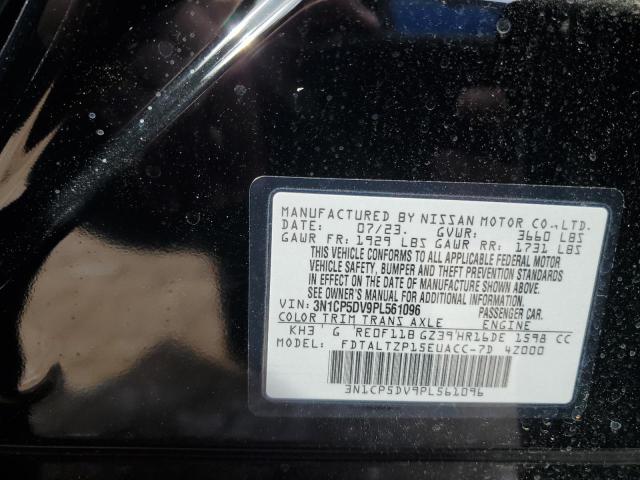 MANUFACTURED BY NISSAN MOTOR CO.,LTD.
DATE: 07/23. GVWR: 3660 LBS
GAWR FR: 1929 LBS GAWR RR: 1731 LBS
THIS VEHICLE CONFORMS TO ALL APPLICABLE FEDERAL MOTOR
VEHICLE SAFETY, BUMPER AND THEFT PREVENTION STANDARDS
IN EFFECT ON THE DATE OF MANUFACTURE SHOWN ABOVE.
SEE OWNER'S MANUAL FOR ADDITIONAL INFORMATION
VIN: 3N1CP5DV9PL561096 PASSENGER CAR.
COLOR TRIM TRANS AXLE ENGINE
KH3 G RE0F11B GZ39 HR16DE 1598 CC
MODEL: FDTALTZP15EUACC-7D 4Z000
3N1CP5DV9PL561096